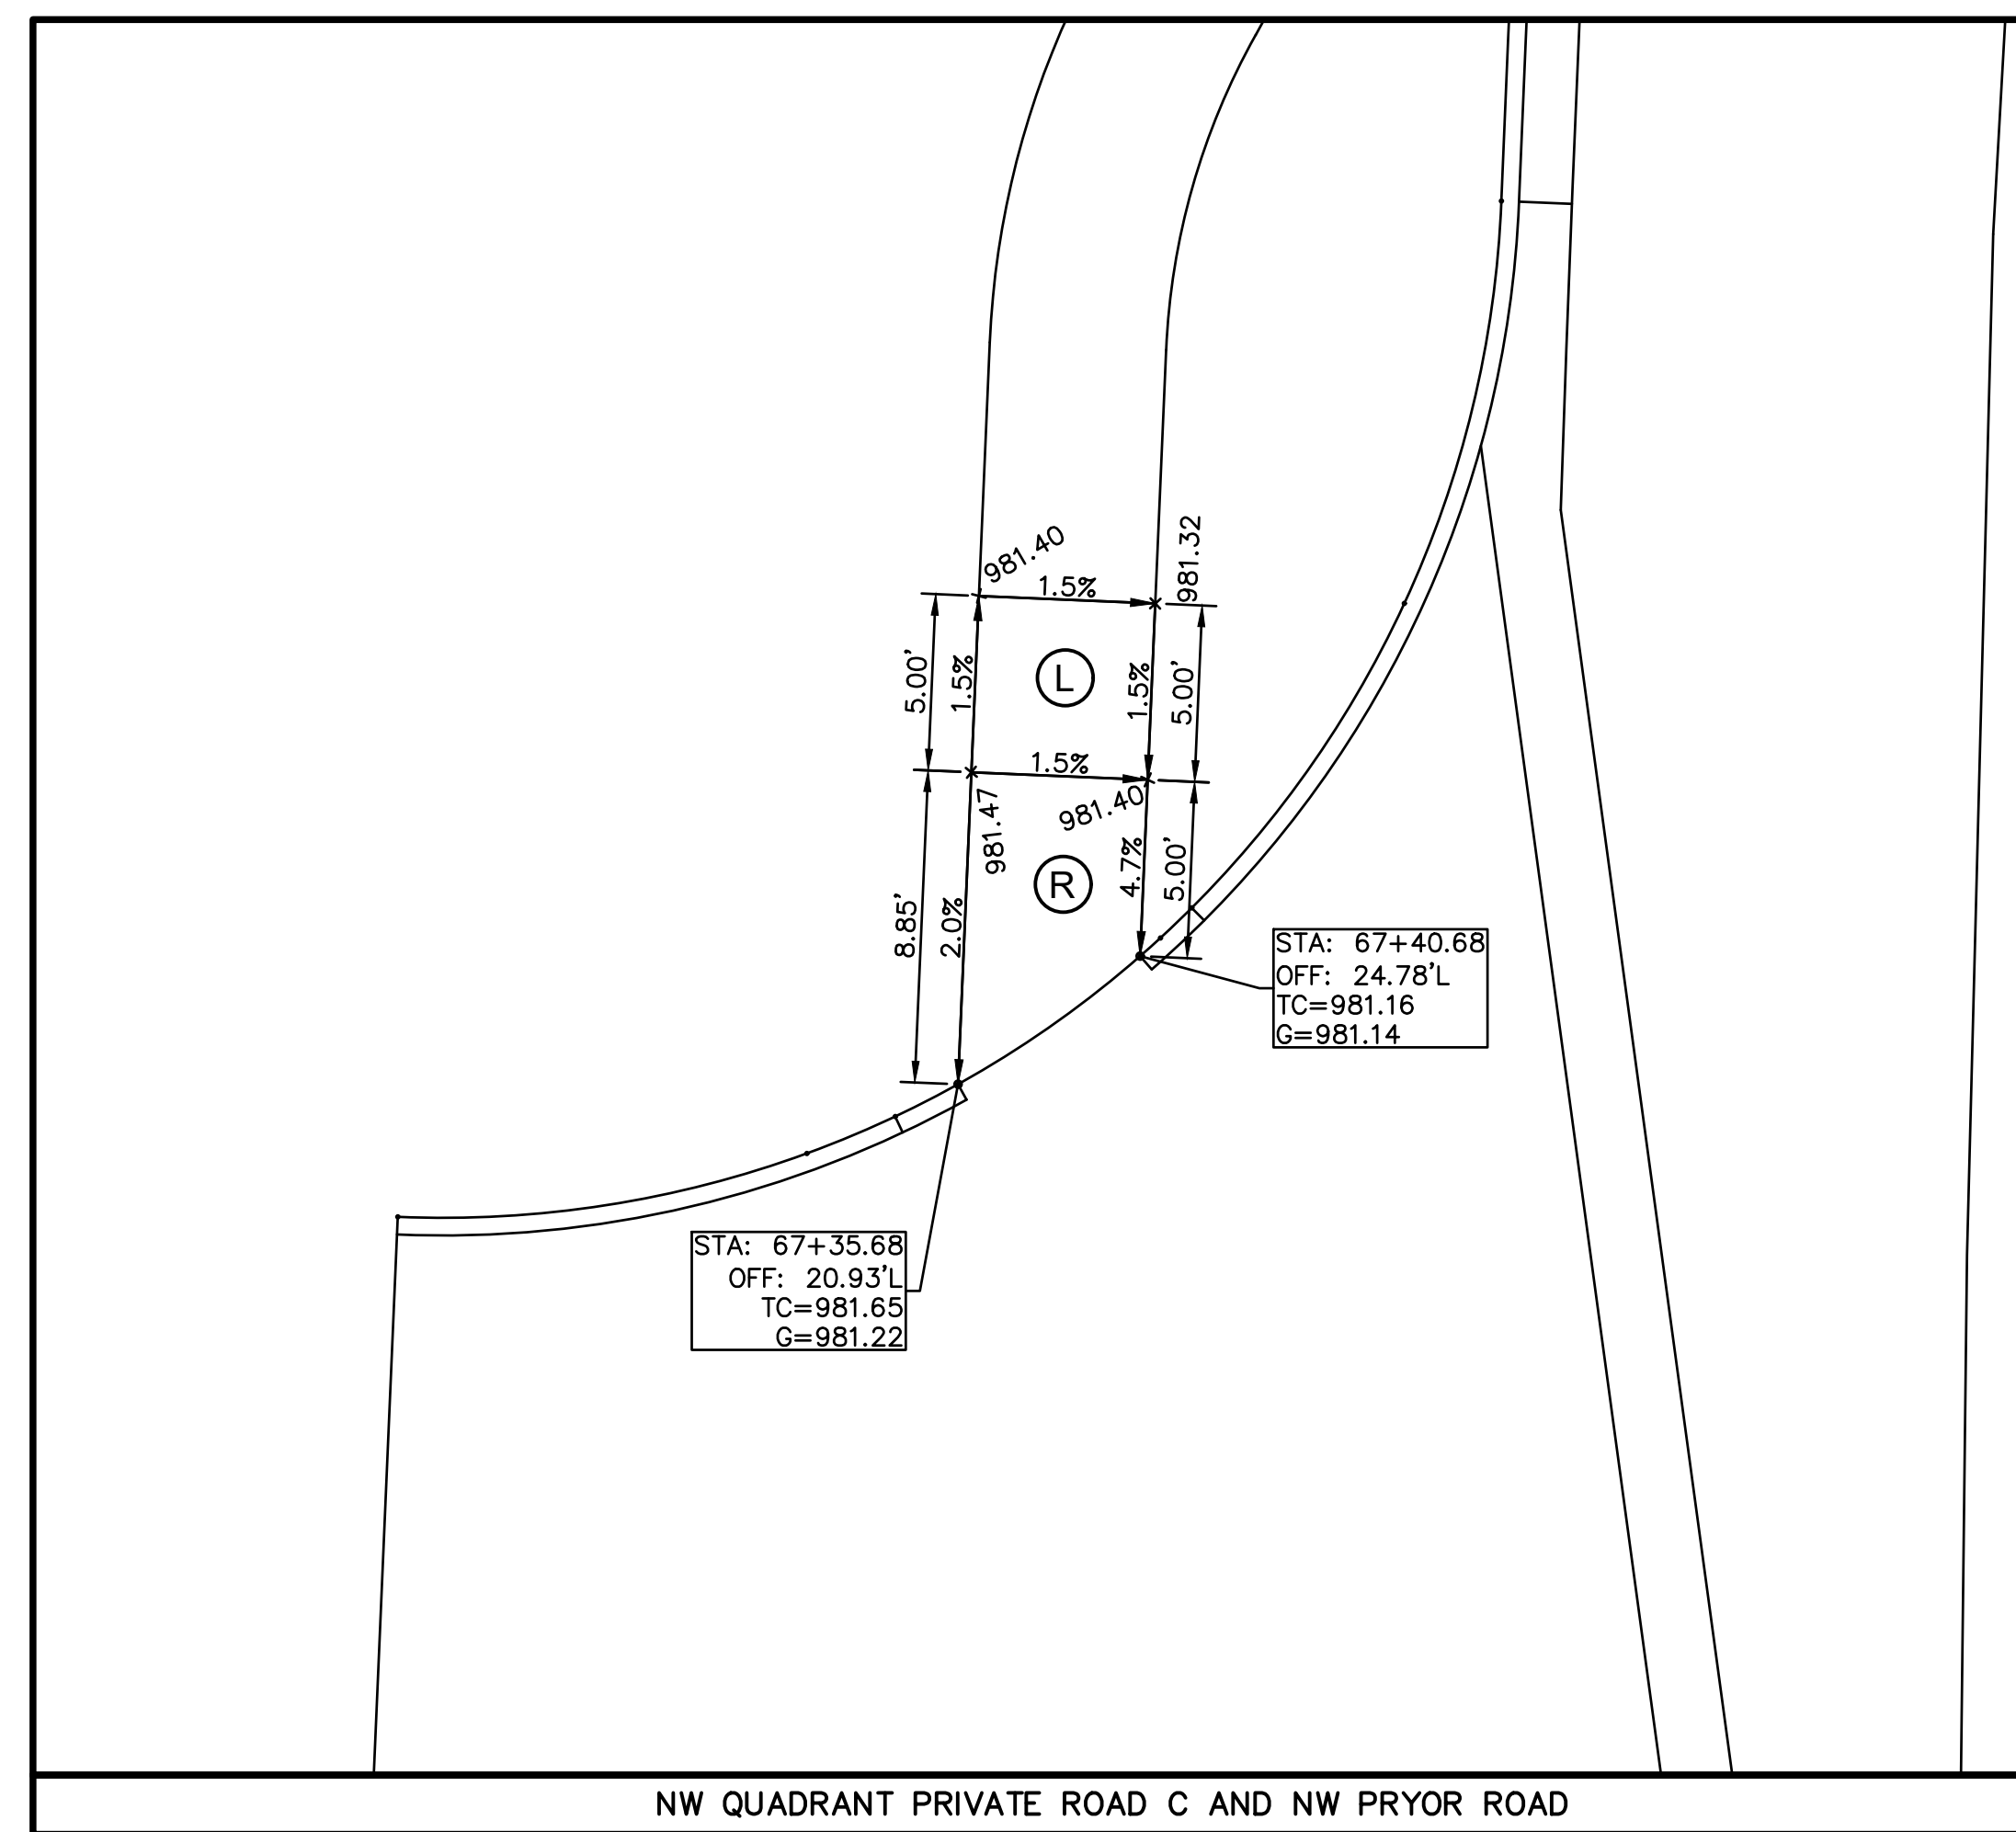 981.40
981.32
1.5%
5.00'
1.5%
L
1.5%
5.00'
1.5%
981.47
981.40
8.85'
2.0%
R
4.7%
5.00'
STA: 67+40.68
OFF: 24.78'L
TC=981.16
G=981.14
STA: 67+35.68
OFF: 20.93'L
TC=981.65
G=981.22
NW QUADRANT PRIVATE ROAD C AND NW PRYOR ROAD